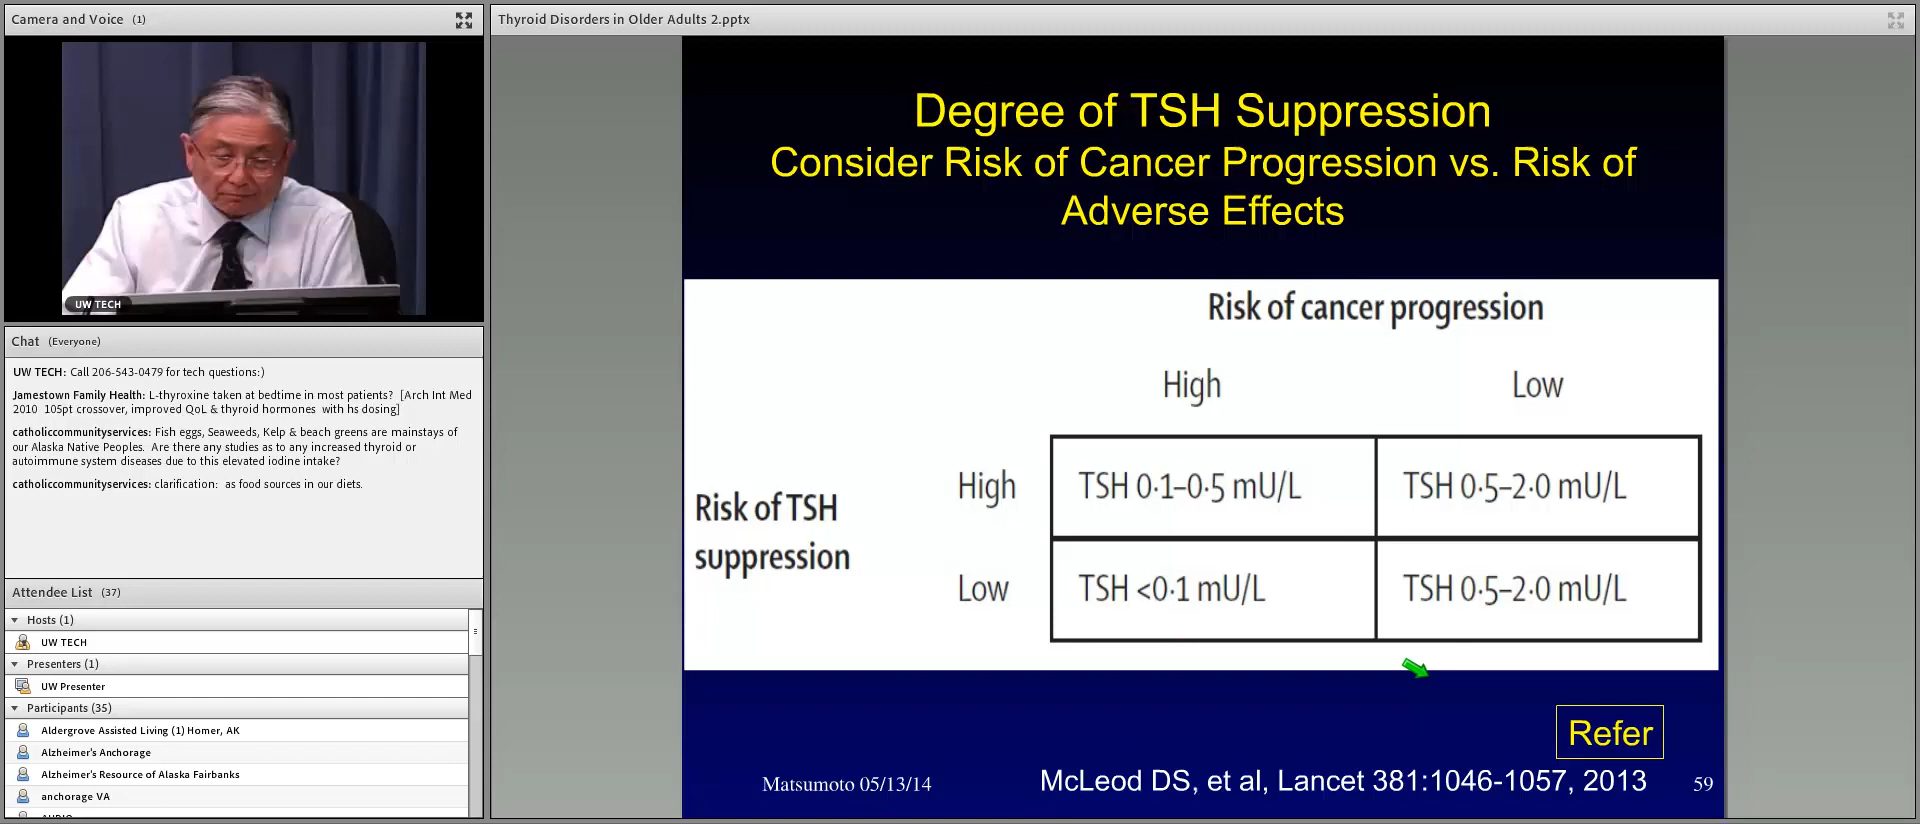 Camera and Voice (1)
UW TECH
Chat (Everyone)
UW TECH: Call 206-543-0479 for tech questions:)
Jamestown Family Health: L-thyroxine taken at bedtime in most patients? [Arch Int Med
2010 105pt crossover, improved QoL & thyroid hormones with hs dosing]
catholiccommunityservices: Fish eggs, Seaweeds, Kelp & beach greens are mainstays of
our Alaska Native Peoples. Are there any studies as to any increased thyroid or
autoimmune system diseases due to this elevated iodine intake?
catholiccommunityservices: clarification: as food sources in our diets.
Attendee List (37)
Hosts (1)
UW TECH
Presenters (1)
UW Presenter
Participants (35)
Aldergrove Assisted Living (1) Homer, AK
Alzheimer's Anchorage
Alzheimer's Resource of Alaska Fairbanks
anchorage VA
Thyroid Disorders in Older Adults 2.pptx
Degree of TSH Suppression
Consider Risk of Cancer Progression vs. Risk of
Adverse Effects
Risk of cancer progression
High Low
Risk of TSH
suppression
High TSH 0·1–0·5 mU/L TSH 0·5–2·0 mU/L
Low TSH <0·1 mU/L TSH 0·5–2·0 mU/L
Refer
Matsumoto 05/13/14 McLeod DS, et al, Lancet 381:1046-1057, 2013 59